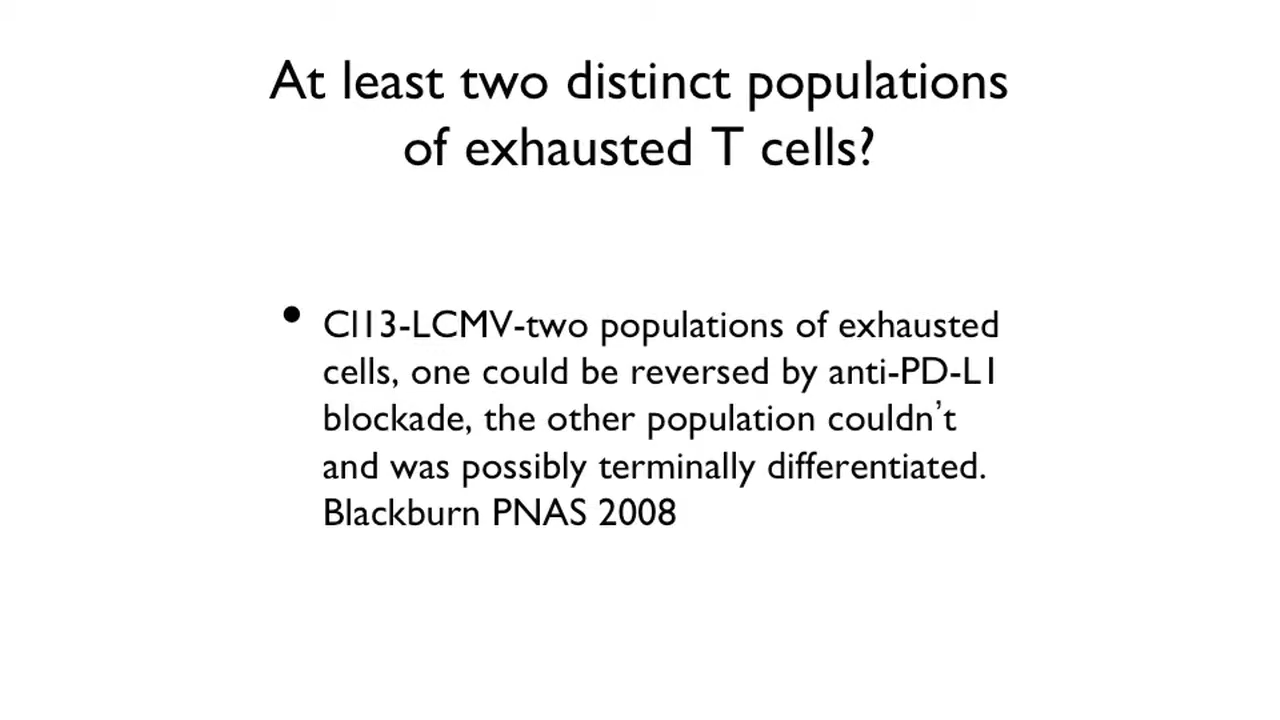 At least two distinct populations
of exhausted T cells?
• Cl13-LCMV-two populations of exhausted
cells, one could be reversed by anti-PD-L1
blockade, the other population couldn’t
and was possibly terminally differentiated.
Blackburn PNAS 2008